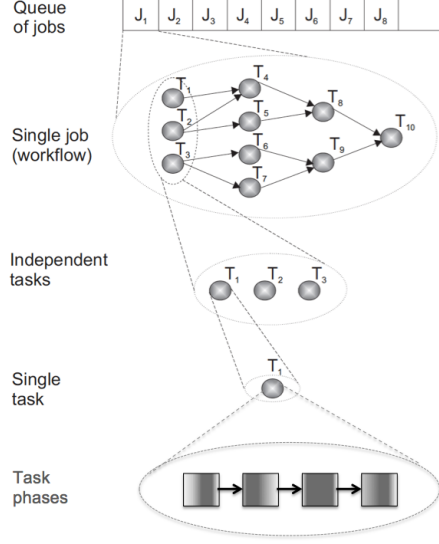 Queue of jobs
J₁ J₂ J₃ J₄ J₅ J₆ J₇ J₈
Single job (workflow)
T₁ T₄
T₂ T₅ T₈
T₃ T₆ T₉ T₁₀
T₇
Independent tasks
T₁ T₂ T₃
Single task
T₁
Task phases